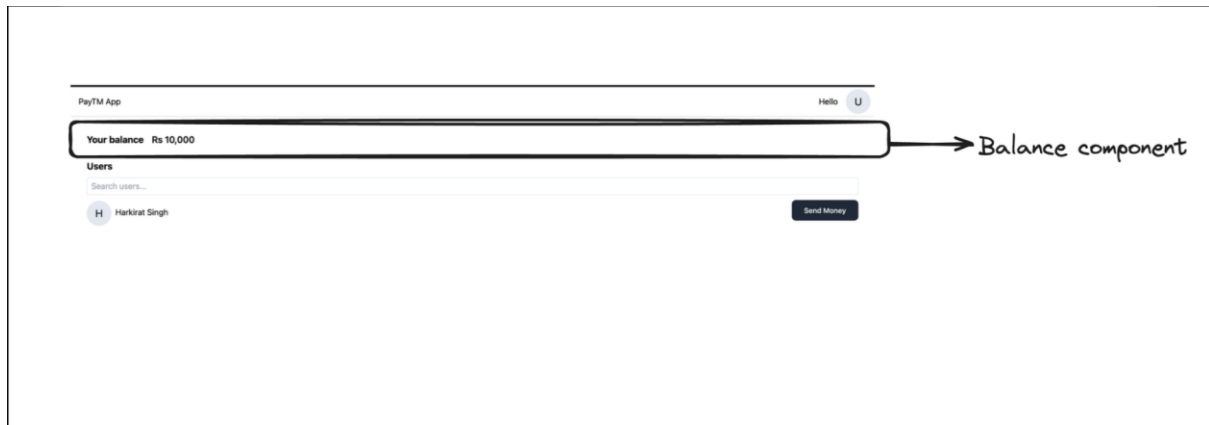 PayTM App Hello U
Your balance Rs 10,000 Balance component
Users
Search users...
H Harkirat Singh Send Money